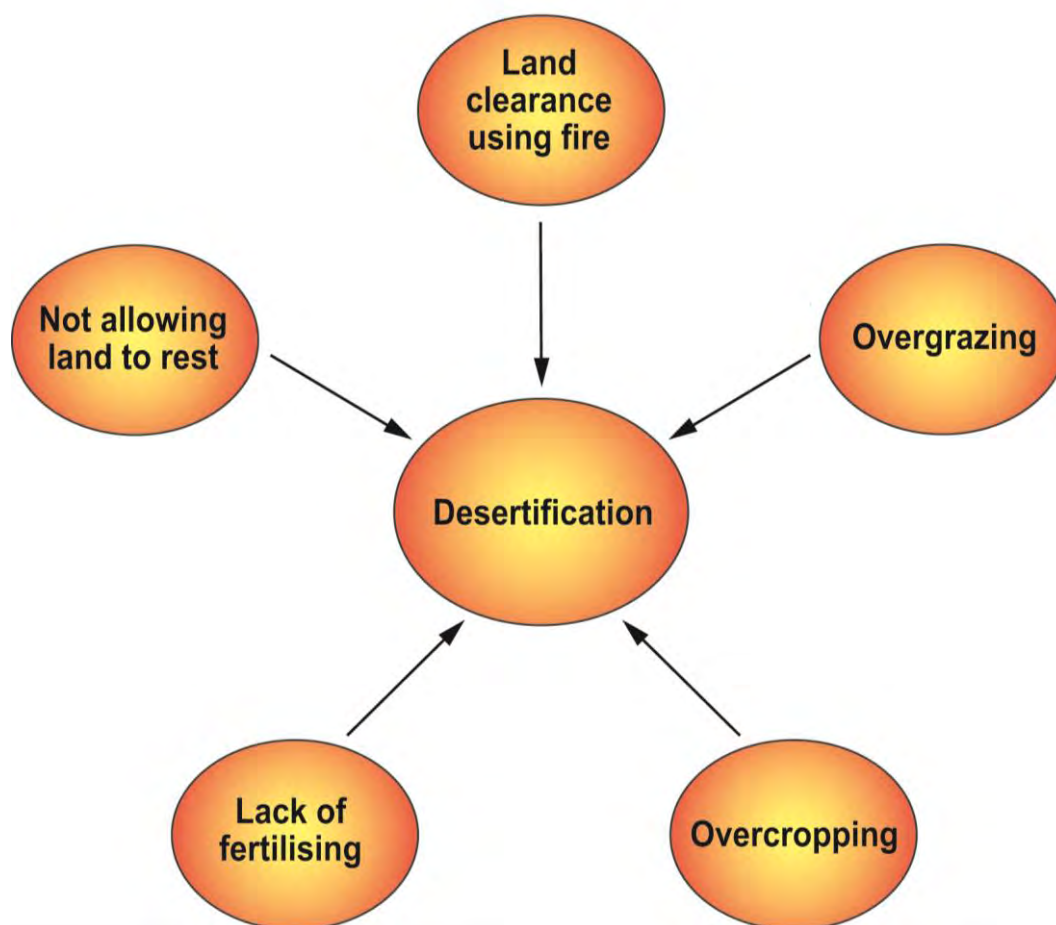 Land
clearance
using fire
Not allowing
land to rest
Overgrazing
Desertification
Lack of
fertilising
Overcropping